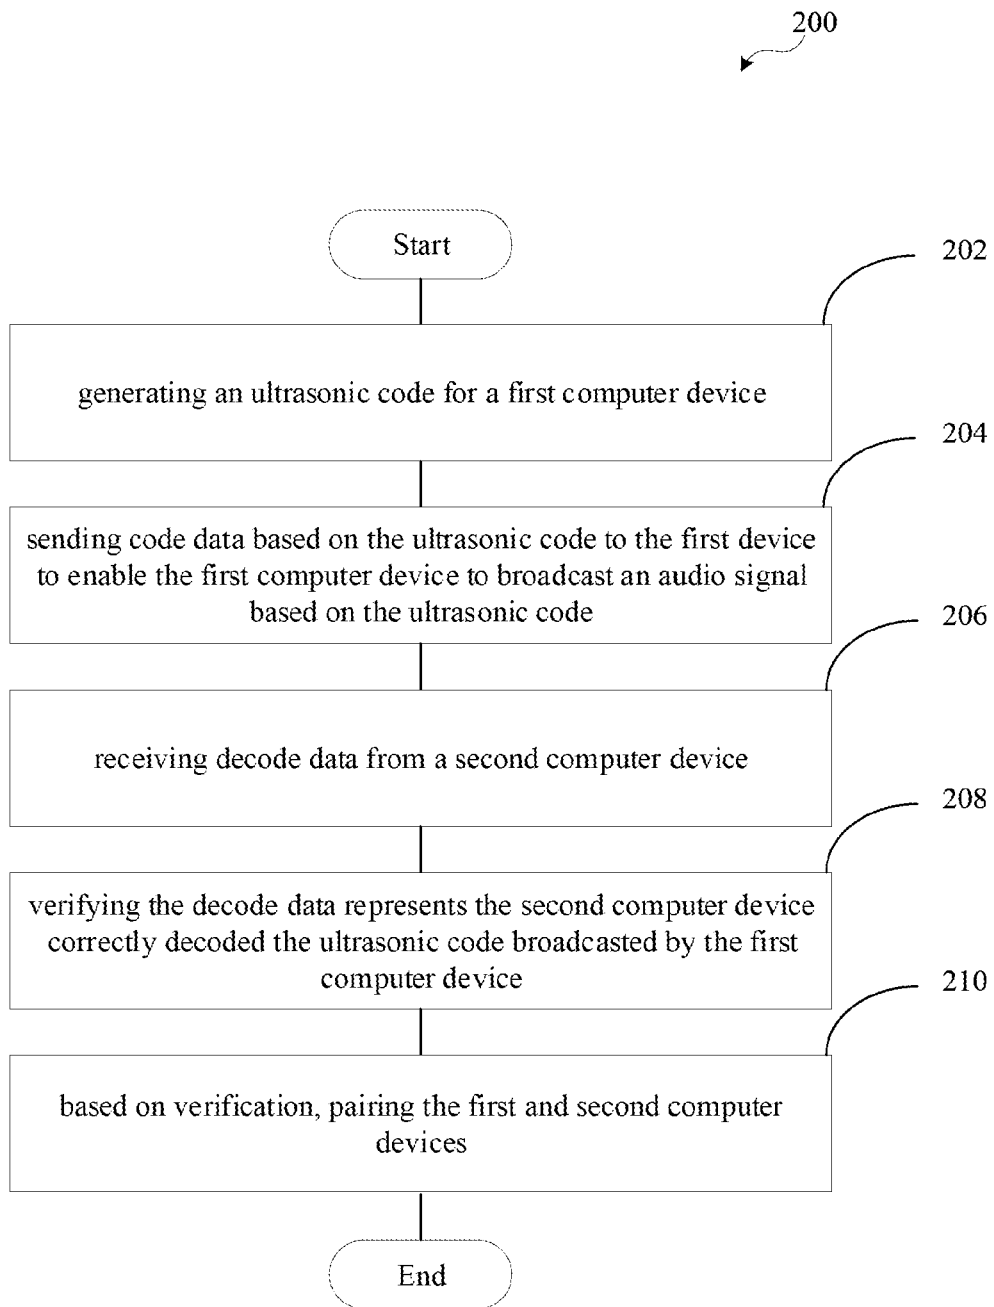 200
Start
202
generating an ultrasonic code for a first computer device
204
sending code data based on the ultrasonic code to the first device
to enable the first computer device to broadcast an audio signal
based on the ultrasonic code
206
receiving decode data from a second computer device
208
verifying the decode data represents the second computer device
correctly decoded the ultrasonic code broadcasted by the first
computer device
210
based on verification, pairing the first and second computer
devices
End